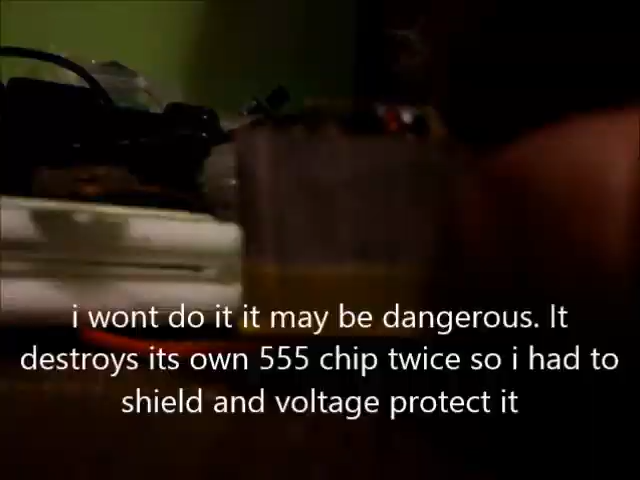 i wont do it it may be dangerous. It
destroys its own 555 chip twice so i had to
shield and voltage protect it